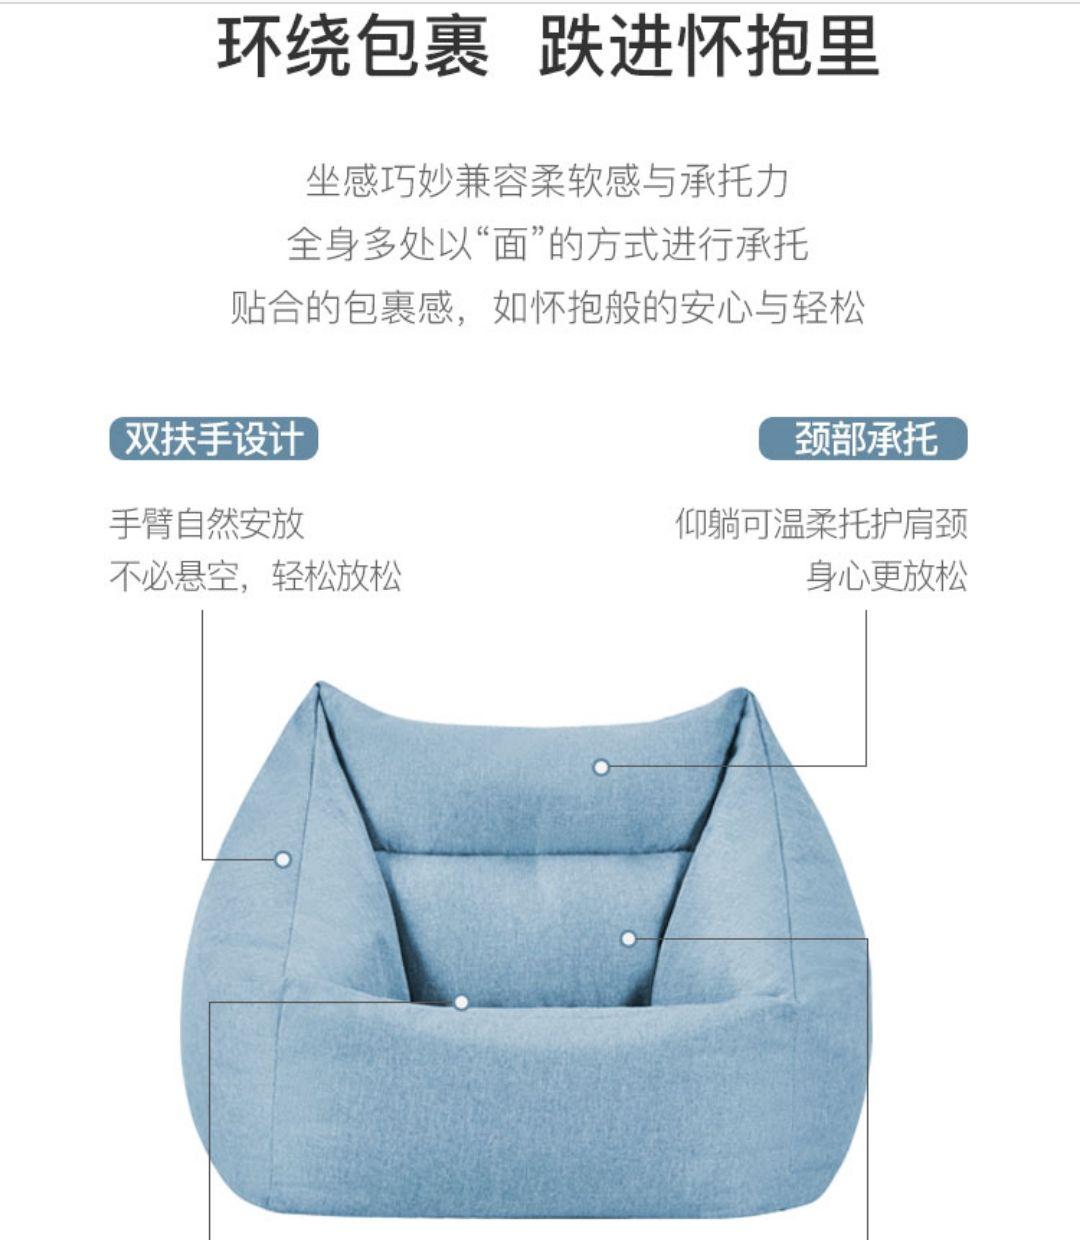 环绕包裹 跌进怀抱里
坐感巧妙兼容柔软感与承托力
全身多处以“面”的方式进行承托
贴合的包裹感，如怀抱般的安心与轻松
双扶手设计
手臂自然安放
不必悬空，轻松放松
颈部承托
仰躺可温柔托护肩颈
身心更放松